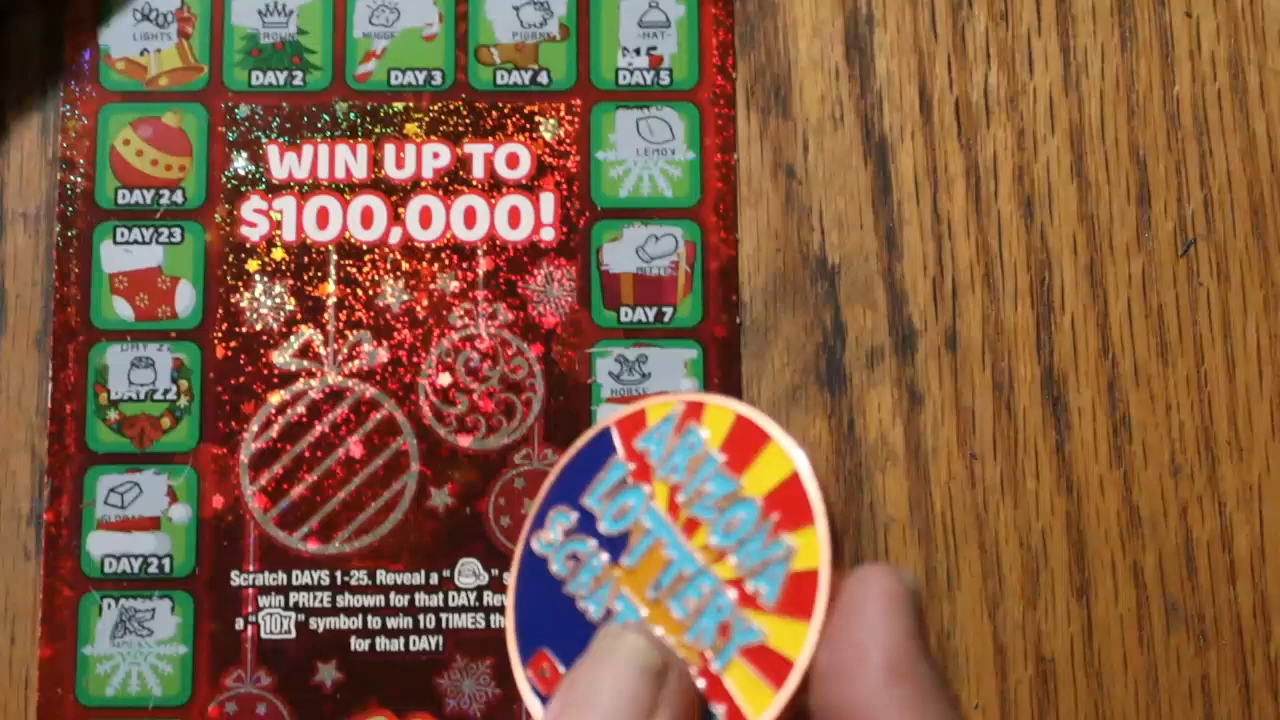 LIGHTS
CROWN
DAY 2
DAY 3
DAY 4
HAT
DAY 5
LEMON
DAY 24
WIN UP TO
$100,000!
DAY 23
DAY 7
DAY 22
HORSE
DAY 21
Scratch DAYS 1-25. Reveal a " "
win PRIZE shown for that DAY.
a "10X" symbol to win 10 TIMES
for that DAY!
ARIZONA
LOTTERY